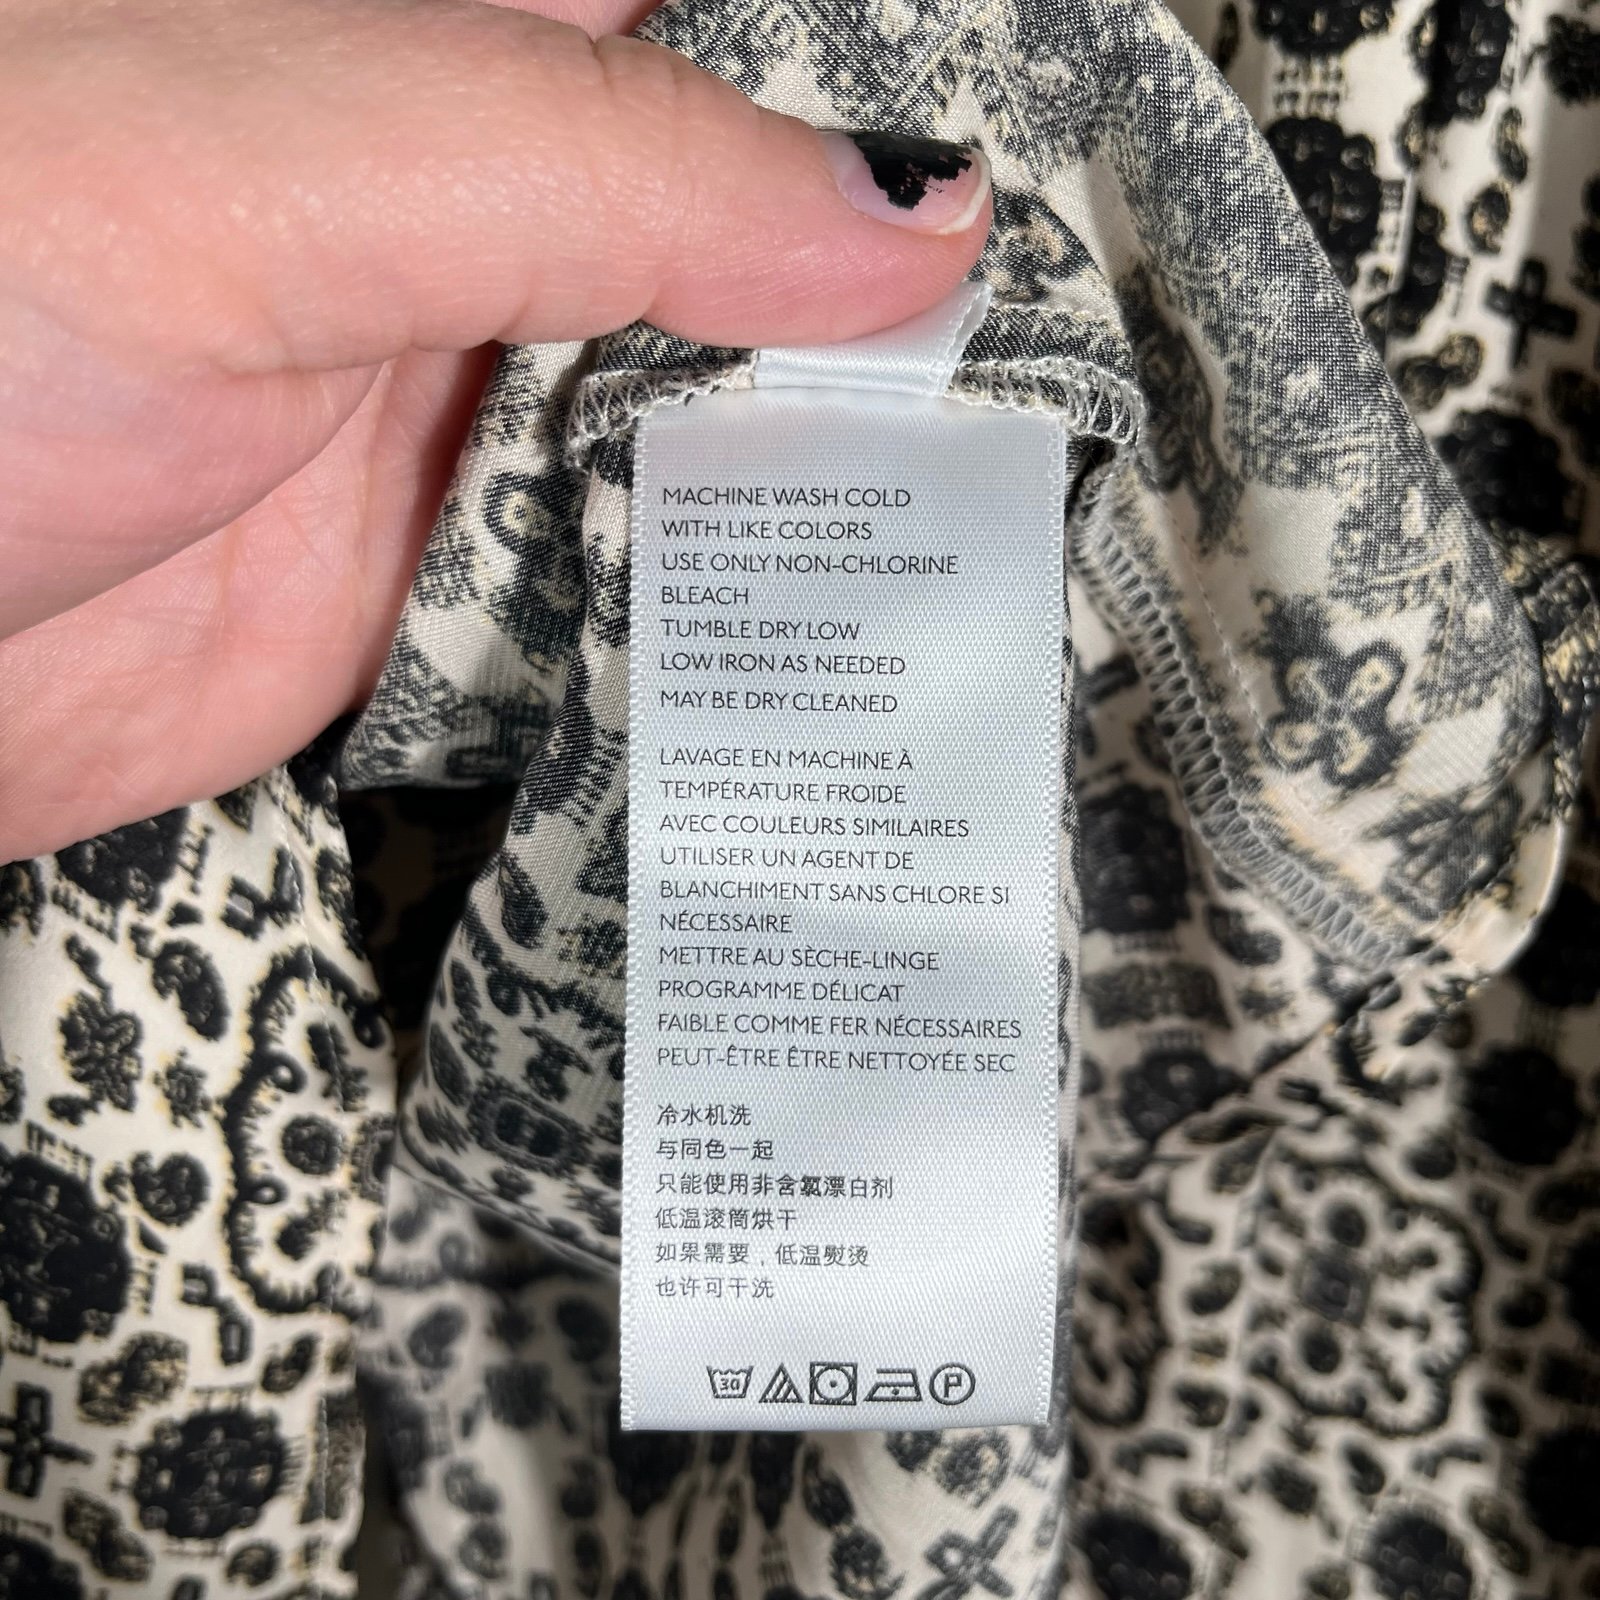 MACHINE WASH COLD
WITH LIKE COLORS
USE ONLY NON-CHLORINE
BLEACH
TUMBLE DRY LOW
LOW IRON AS NEEDED
MAY BE DRY CLEANED
LAVAGE EN MACHINE À
TEMPÉRATURE FROIDE
AVEC COULEURS SIMILAIRES
UTILISER UN AGENT DE
BLANCHIMENT SANS CHLORE SI
NÉCESSAIRE
METTRE AU SÈCHE-LINGE
PROGRAMME DÉLICAT
FAIBLE COMME FER NÉCESSAIRES
PEUT-ÊTRE ÊTRE NETTOYÉE SEC
冷水机洗
与同色一起
只能使用非含氯漂白剂
低温滚筒烘干
如果需要，低温熨烫
也许可干洗
30 P